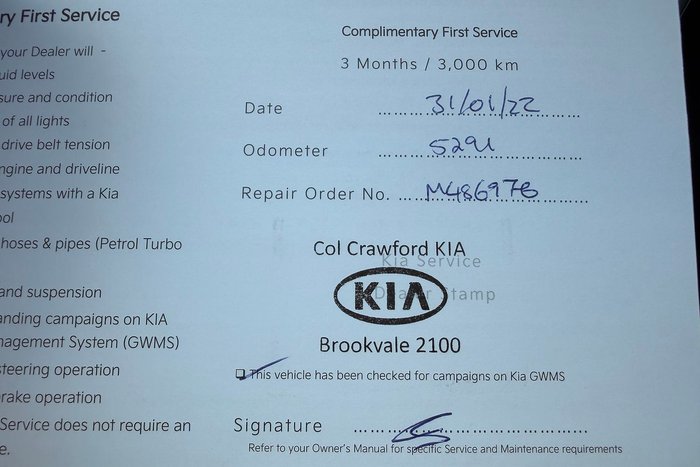 ry First Service
your Dealer will -
uid levels
sure and condition
of all lights
drive belt tension
ngine and driveline
systems with a Kia
ool
hoses & pipes (Petrol Turbo
and suspension
anding campaigns on KIA
nagement System (GWMS)
steering operation
rake operation
Service does not require an
e.
Complimentary First Service
3 Months / 3,000 km
Date 31/01/22
Odometer 5291
Repair Order No. M486976
Col Crawford KIA
Kia Service
KIA
Dealer Stamp
Brookvale 2100
This vehicle has been checked for campaigns on Kia GWMS
Signature
Refer to your Owner's Manual for specific Service and Maintenance requirements